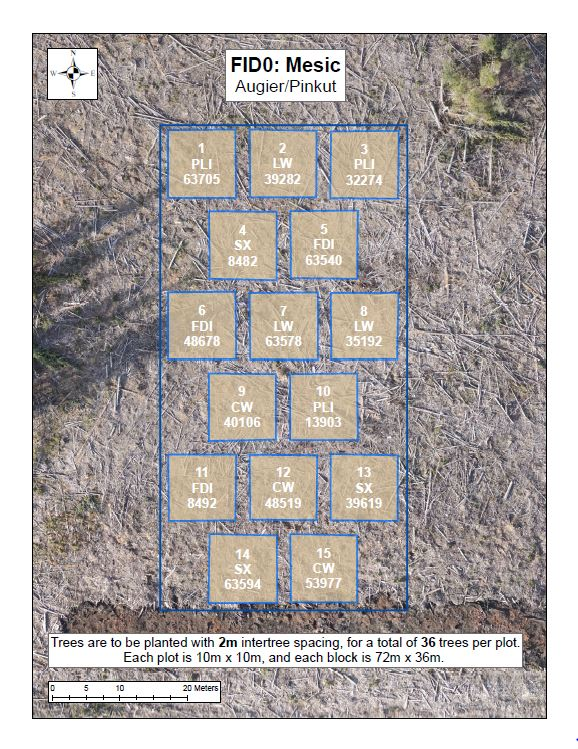 N
W E
S
FID0: Mesic
Augier/Pinkut
1
PLI
63705
2
LW
39282
3
PLI
32274
4
SX
8482
5
FDI
63540
6
FDI
48678
7
LW
63578
8
LW
35192
9
CW
40106
10
PLI
13903
11
FDI
8492
12
CW
48519
13
SX
39619
14
SX
63594
15
CW
53977
Trees are to be planted with 2m intertree spacing, for a total of 36 trees per plot.
Each plot is 10m x 10m, and each block is 72m x 36m.
0 5 10 20 Meters